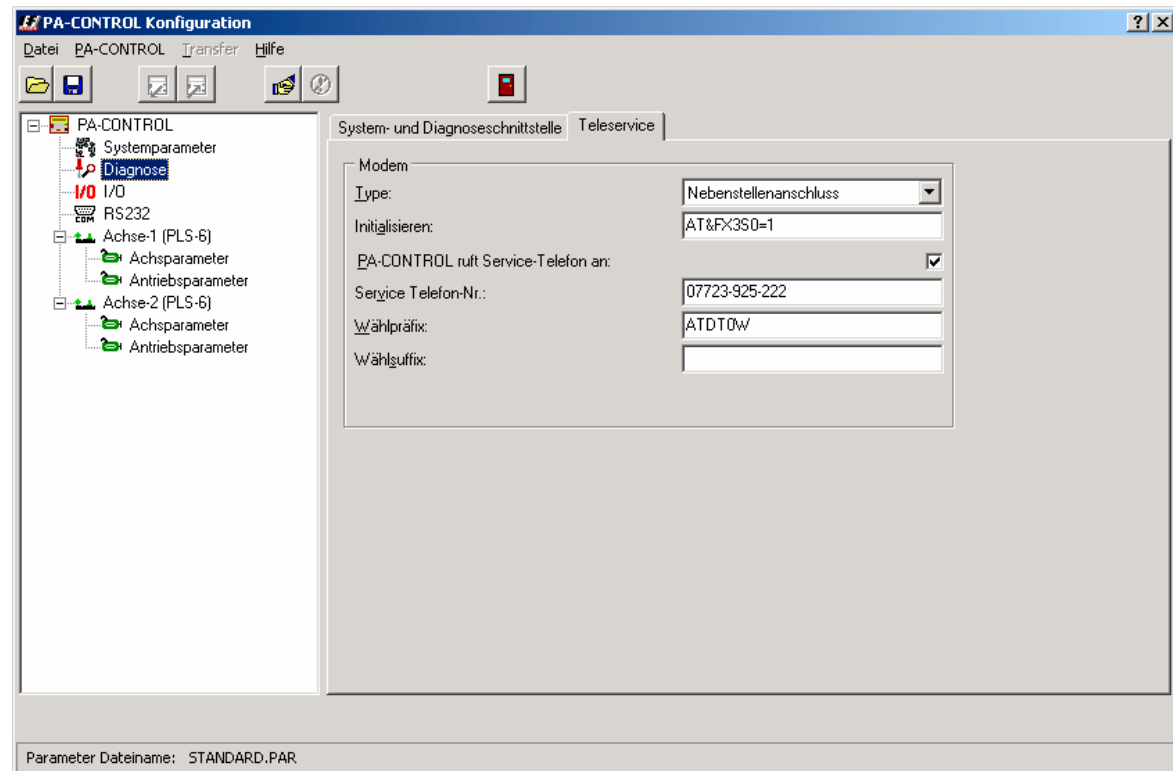 PA-CONTROL Konfiguration
Datei PA-CONTROL Transfer Hilfe
PA-CONTROL
Systemparameter
Diagnose
I/O I/O
COM RS232
Achse-1 (PLS-6)
Achsparameter
Antriebsparameter
Achse-2 (PLS-6)
Achsparameter
Antriebsparameter
System- und Diagnoseschnittstelle Teleservice
Modem
Type: Nebenstellenanschluss
Initialisieren: AT&FX3S0=1
PA-CONTROL ruft Service-Telefon an:
Service Telefon-Nr.: 07723-925-222
Wählpräfix: ATDT0W
Wählsuffix:
Parameter Dateiname: STANDARD.PAR